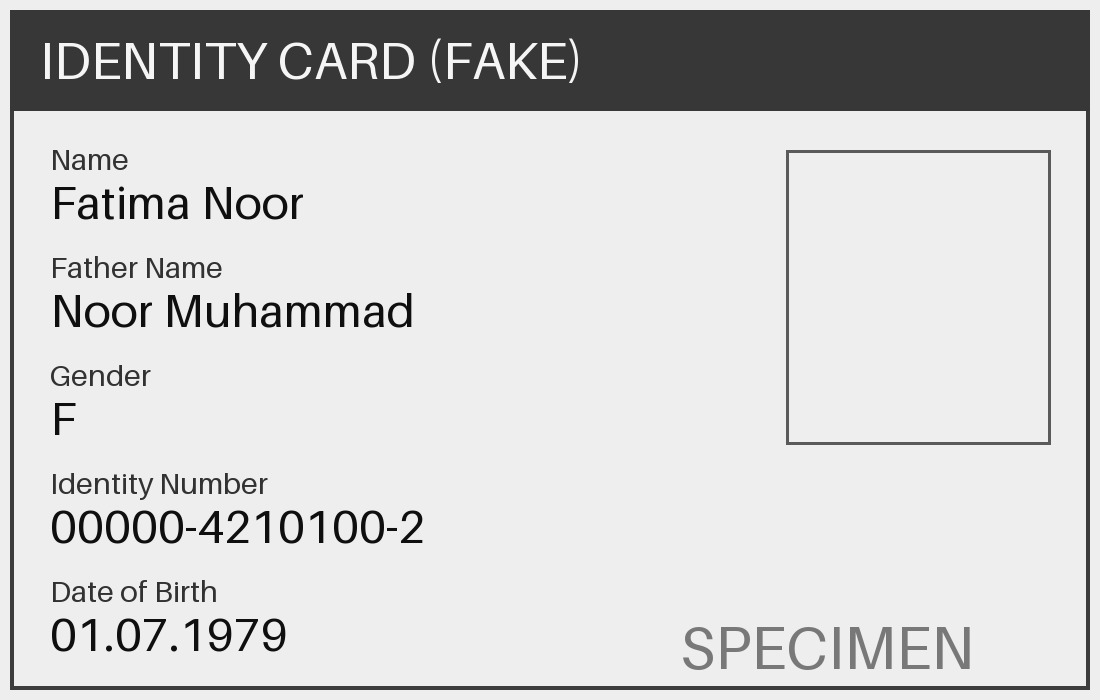 IDENTITY CARD (FAKE)
Name
Fatima Noor
Father Name
Noor Muhammad
Gender
F
Identity Number
00000-4210100-2
Date of Birth
01.07.1979
SPECIMEN